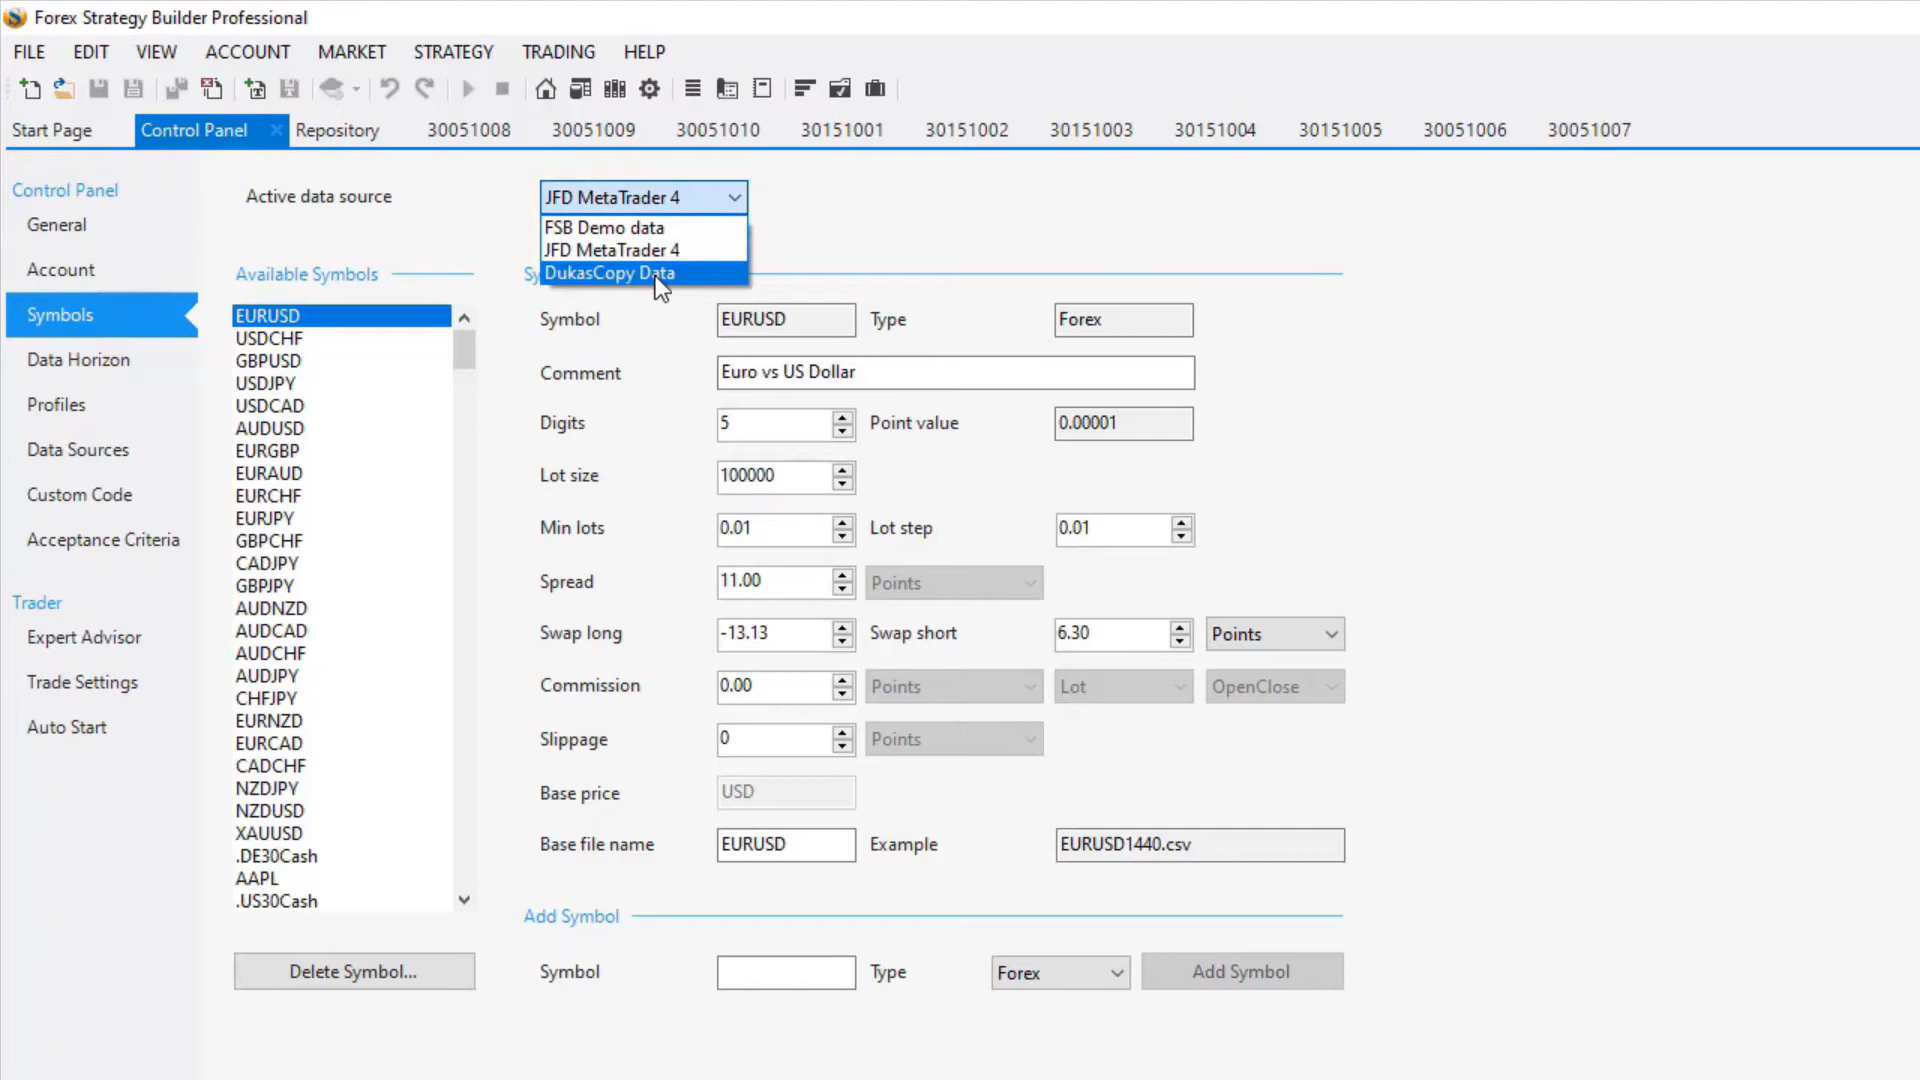 Forex Strategy Builder Professional
FILE EDIT VIEW ACCOUNT MARKET STRATEGY TRADING HELP
Start Page Control Panel Repository 30051008 30051009 30051010 30151001 30151002 30151003 30151004 30151005 30051006 30051007
Control Panel
General
Account
Symbols
Data Horizon
Profiles
Data Sources
Custom Code
Acceptance Criteria
Trader
Expert Advisor
Trade Settings
Auto Start
Active data source JFD MetaTrader 4
FSB Demo data
JFD MetaTrader 4
DukasCopy Data
Available Symbols
EURUSD
USDCHF
GBPUSD
USDJPY
USDCAD
AUDUSD
EURGBP
EURAUD
EURCHF
EURJPY
GBPCHF
CADJPY
GBPJPY
AUDNZD
AUDCAD
AUDCHF
AUDJPY
CHFJPY
EURNZD
EURCAD
CADCHF
NZDJPY
NZDUSD
XAUUSD
.DE30Cash
AAPL
.US30Cash
Delete Symbol...
Symbol EURUSD Type Forex
Comment Euro vs US Dollar
Digits 5 Point value 0.00001
Lot size 100000
Min lots 0.01 Lot step 0.01
Spread 11.00 Points
Swap long -13.13 Swap short 6.30 Points
Commission 0.00 Points Lot OpenClose
Slippage 0 Points
Base price USD
Base file name EURUSD Example EURUSD1440.csv
Add Symbol
Symbol Type Forex Add Symbol